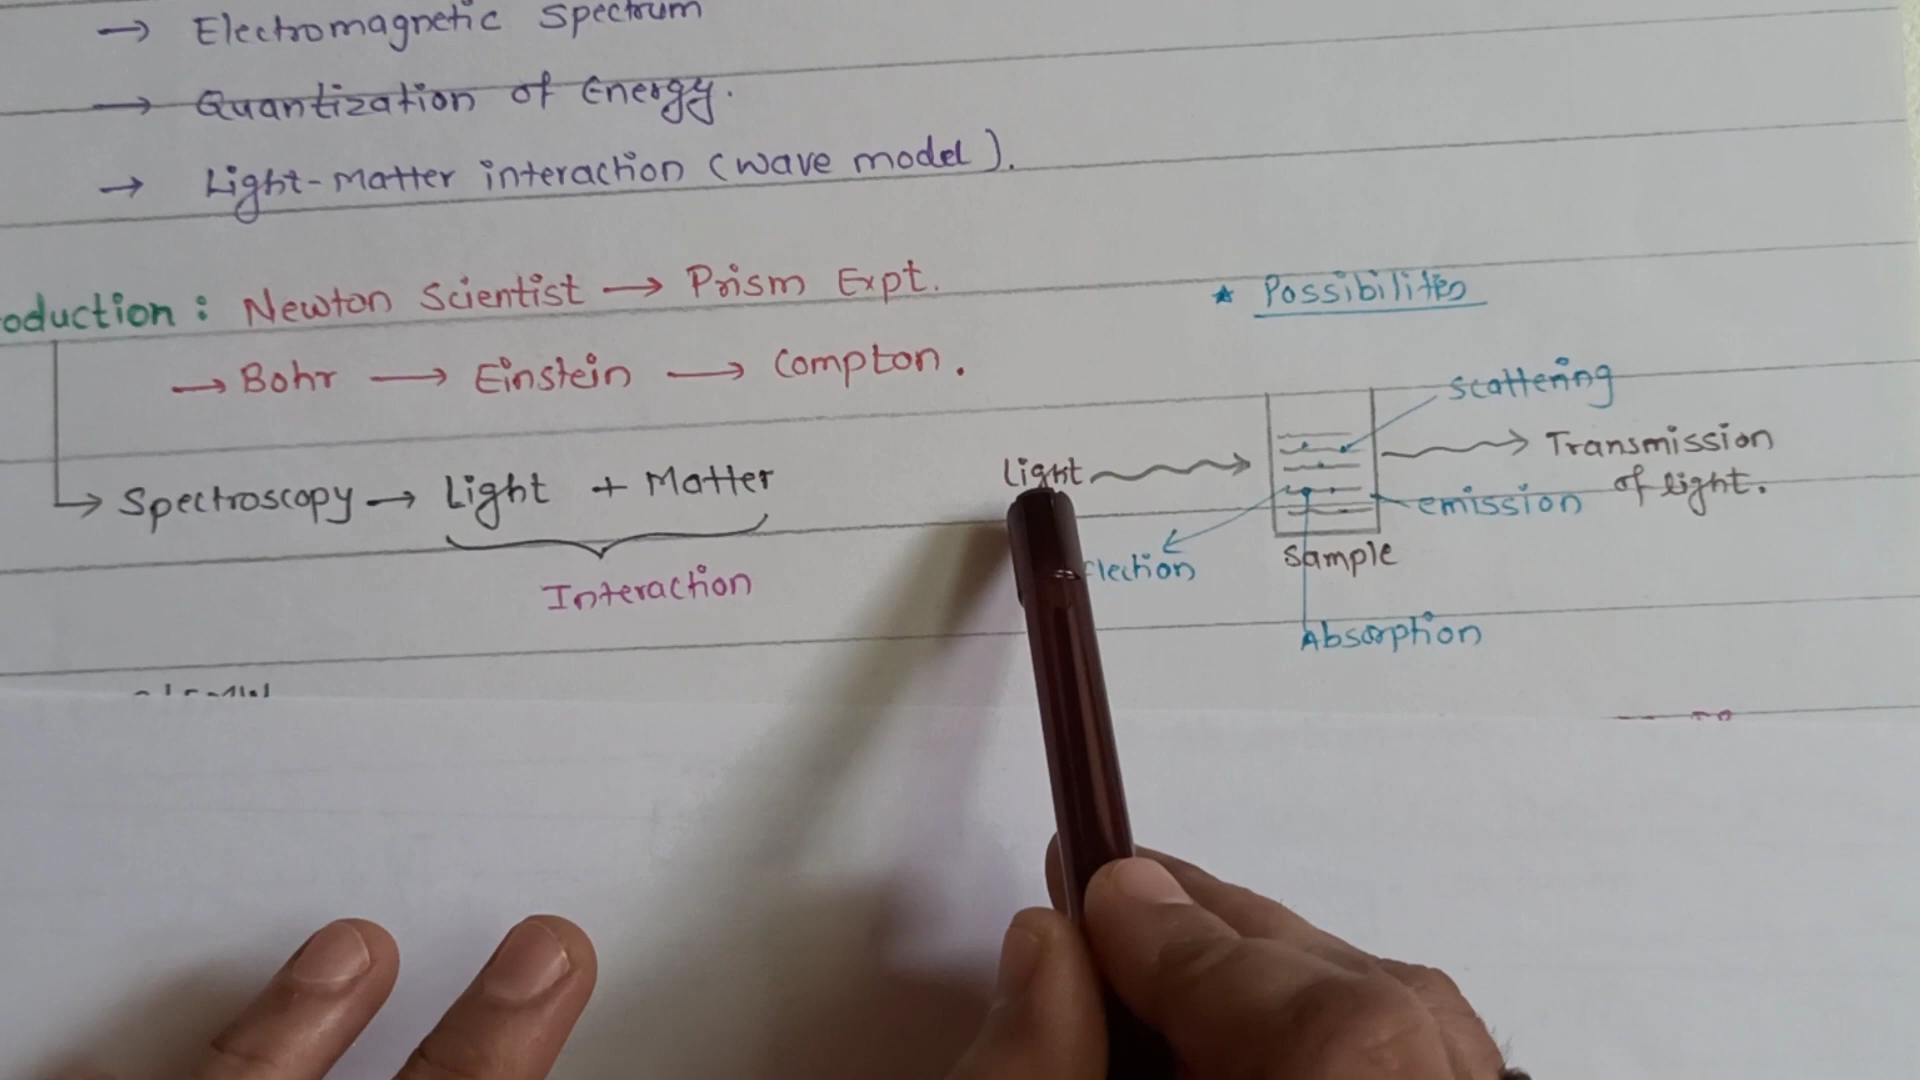 → Electromagnetic Spectrum
→ Quantization of Energy.
→ Light-Matter interaction (wave model).
oduction: Newton Scientist → Prism Expt.
→ Bohr → Einstein → Compton.
Spectroscopy → Light + Matter
Interaction
* Possibilites
Scattering
Light
Transmission of light.
emission
flection
Sample
Absorption